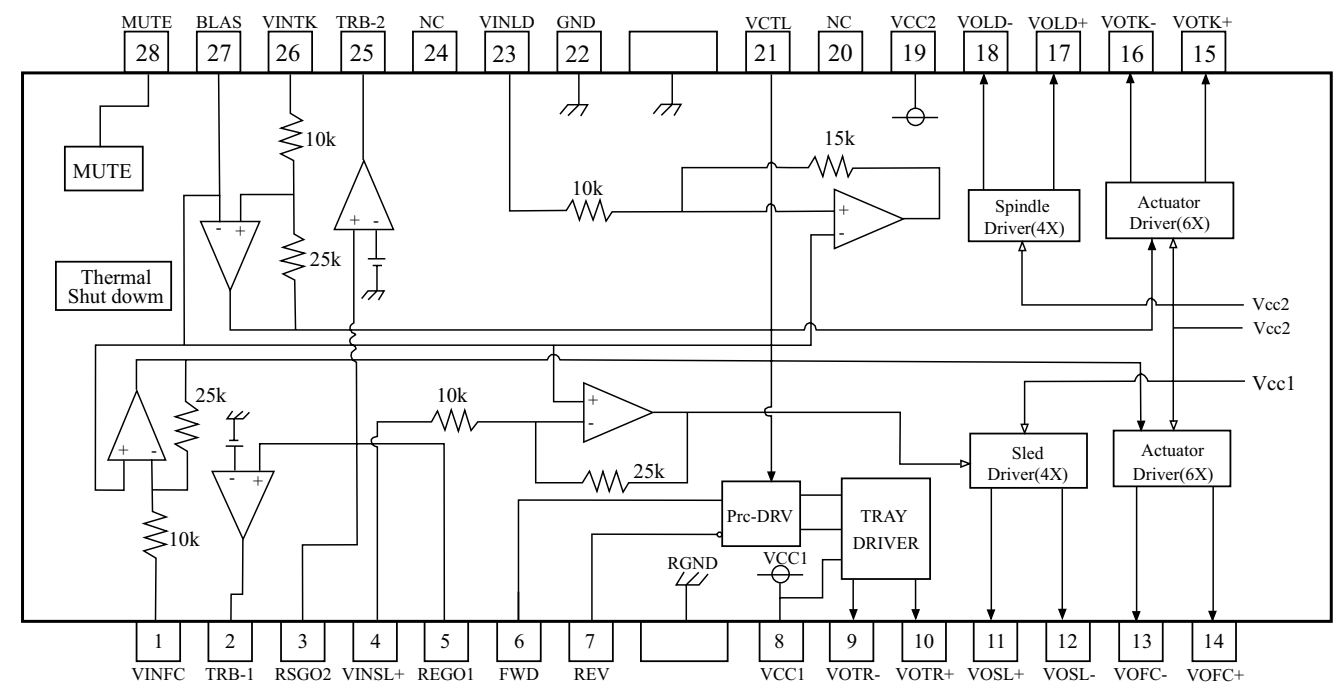 MUTE BLAS VINTK TRB-2 NC VINLD GND VCTL NC VCC2 VOLD- VOLD+ VOTK- VOTK+
28 27 26 25 24 23 22 21 20 19 18 17 16 15
10k
15k
MUTE
+ -
10k
Spindle
Driver(4X)
Actuator
Driver(6X)
- +
+
-
25k
Thermal
Shut dowm
Vcc2
Vcc2
Vcc1
25k
10k
+
-
+ -
- +
25k
Sled
Driver(4X)
Actuator
Driver(6X)
10k
Prc-DRV
TRAY
DRIVER
RGND
VCC1
1 2 3 4 5 6 7 8 9 10 11 12 13 14
VINFC TRB-1 RSGO2 VINSL+ REGO1 FWD REV VCC1 VOTR- VOTR+ VOSL+ VOSL- VOFC- VOFC+